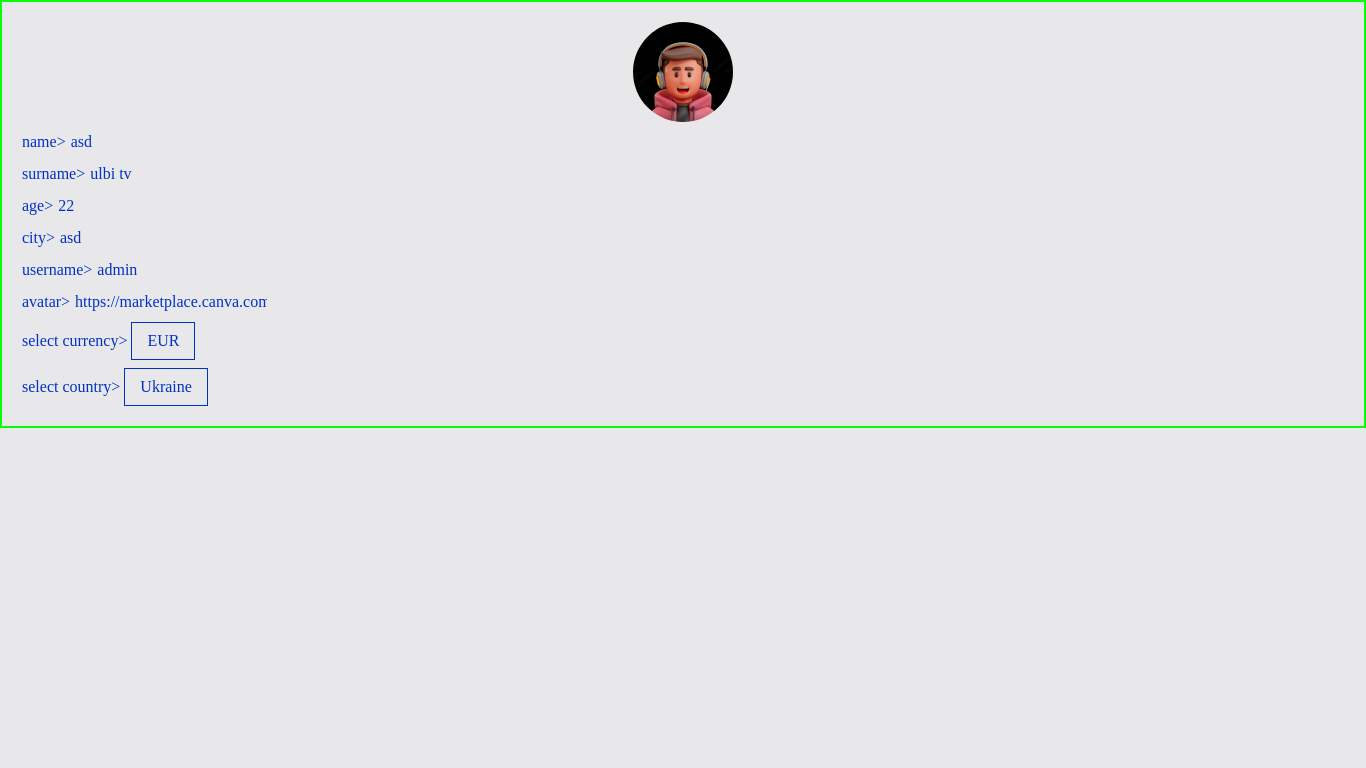 name> asd
surname> ulbi tv
age> 22
city> asd
username> admin
avatar> https://marketplace.canva.com
select currency> EUR
select country> Ukraine